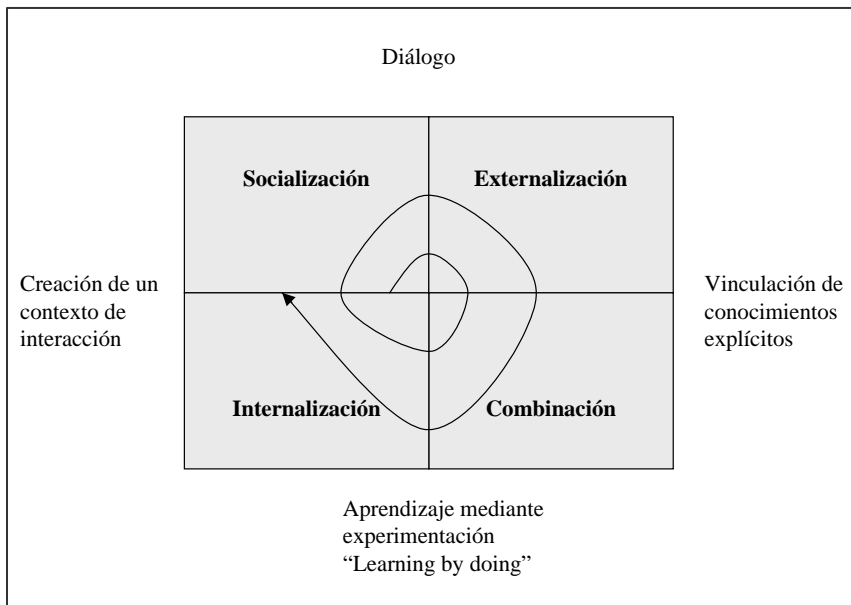 Diálogo
Socialización
Externalización
Creación de un
contexto de
interacción
Vinculación de
conocimientos
explícitos
Internalización
Combinación
Aprendizaje mediante
experimentación
“Learning by doing”